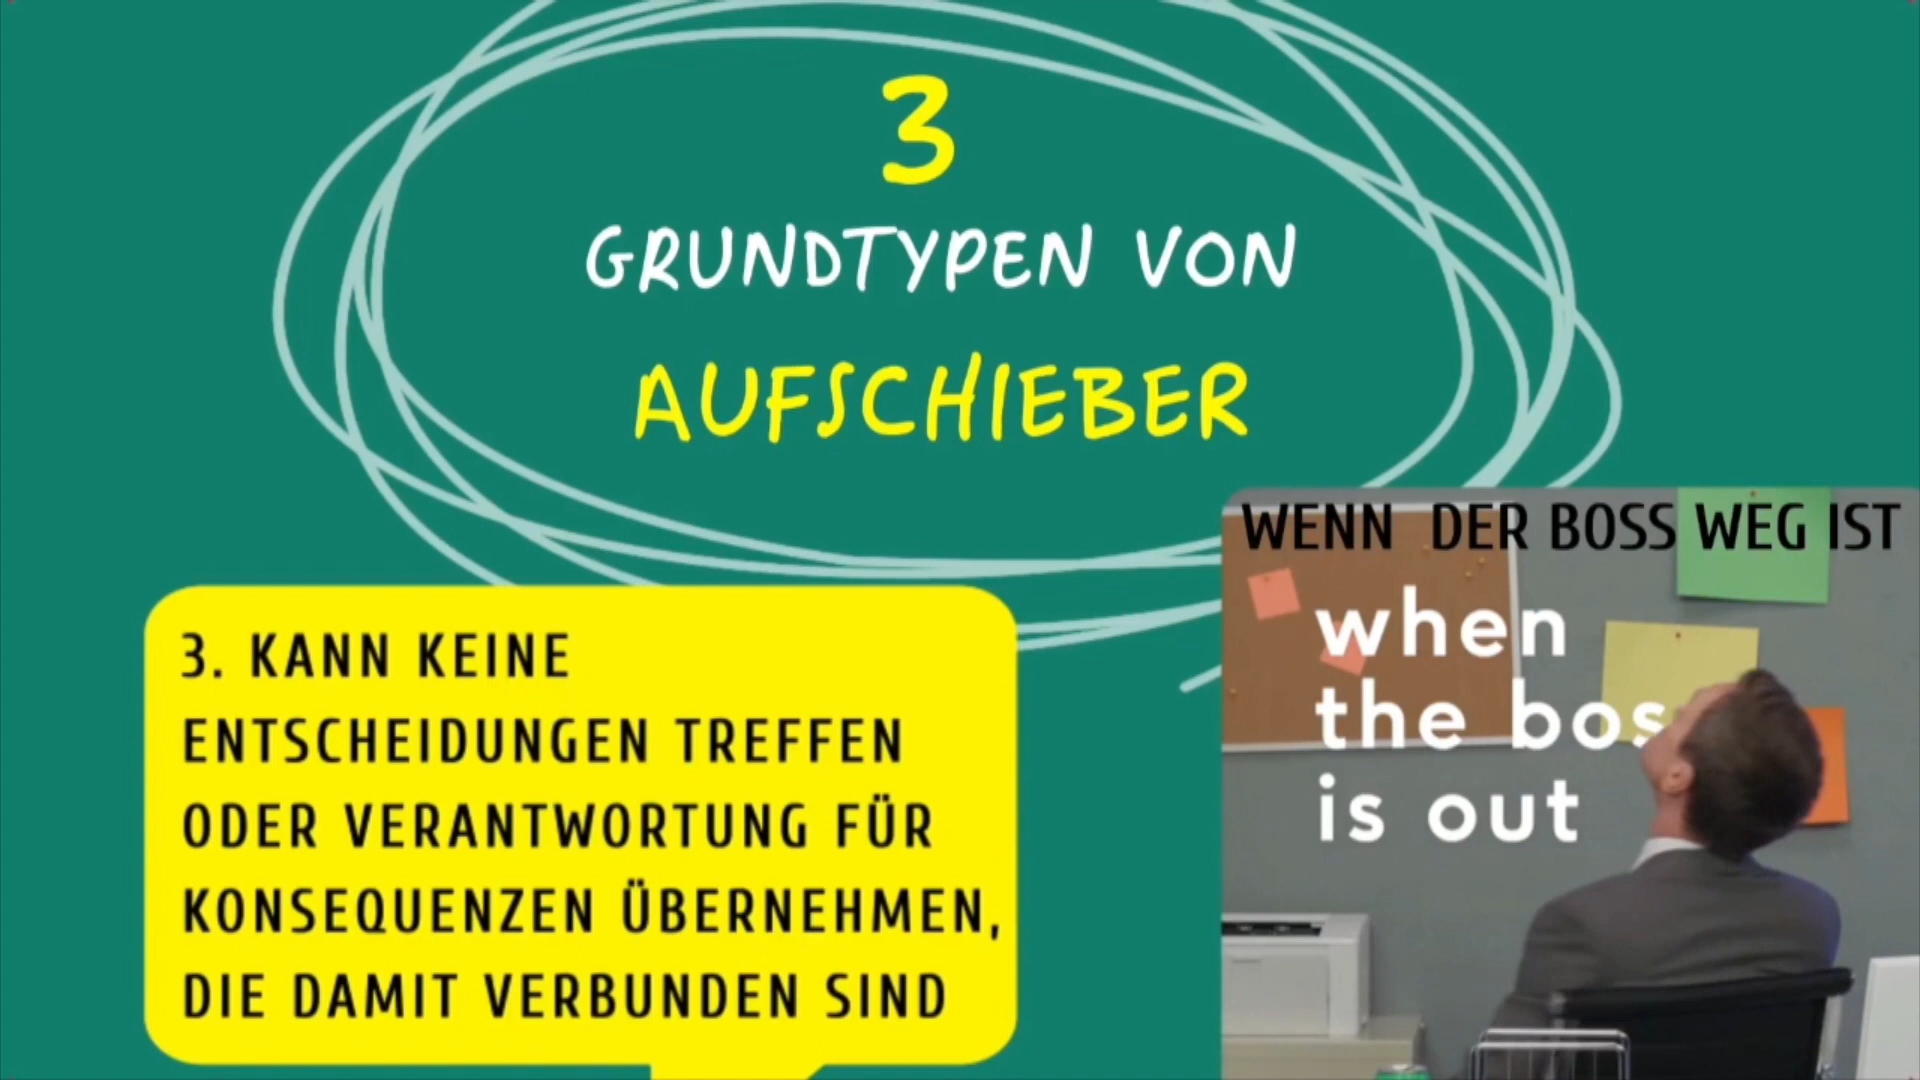 3
GRUNDTYPEN VON
AUFSCHIEBER
WENN DER BOSS WEG IST
when
the bos
is out
3. KANN KEINE
ENTSCHEIDUNGEN TREFFEN
ODER VERANTWORTUNG FÜR
KONSEQUENZEN ÜBERNEHMEN,
DIE DAMIT VERBUNDEN SIND